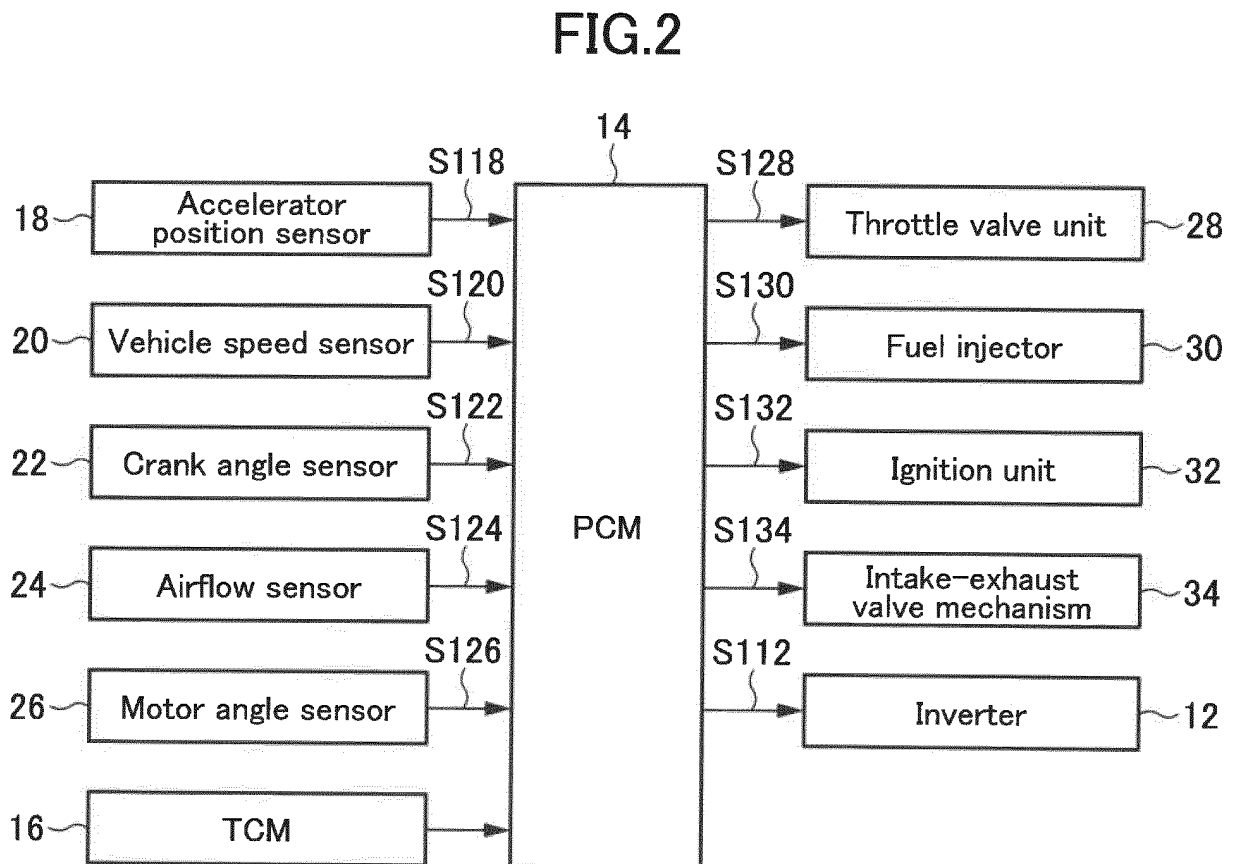 FIG.2
14
S118
S128
18
Accelerator
position sensor
Throttle valve unit
28
S120
S130
20
Vehicle speed sensor
Fuel injector
30
S122
S132
22
Crank angle sensor
Ignition unit
32
PCM
S124
S134
24
Airflow sensor
Intake-exhaust
valve mechanism
34
S126
S112
26
Motor angle sensor
Inverter
12
16
TCM